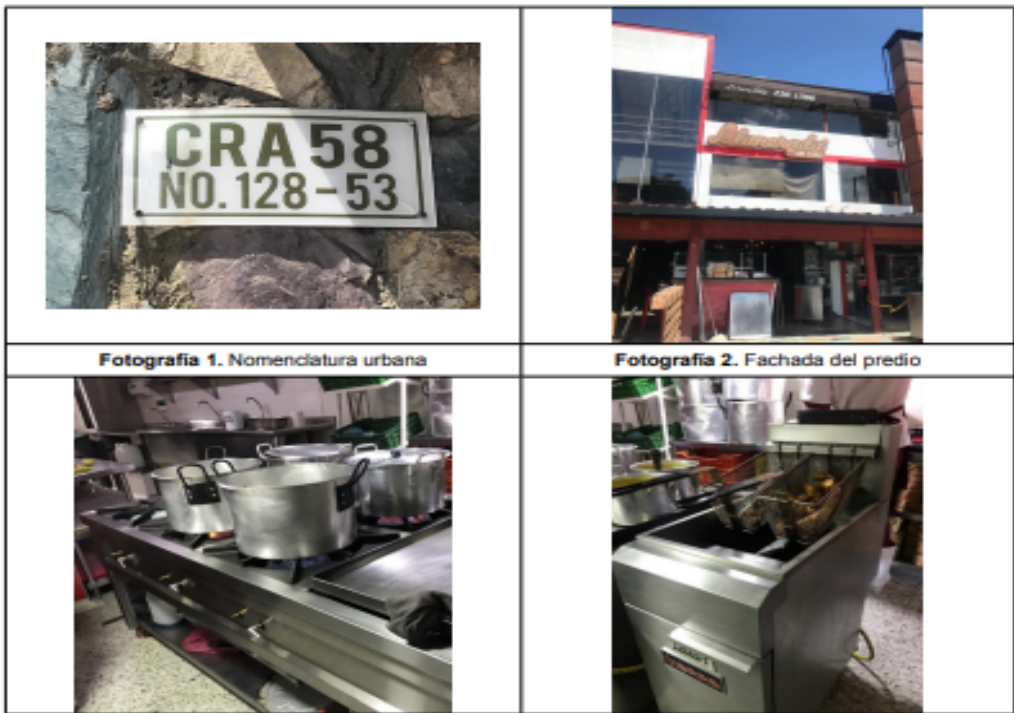 CRA 58
NO. 128-53
Fotografía 1. Nomenclatura urbana
Fotografía 2. Fachada del predio